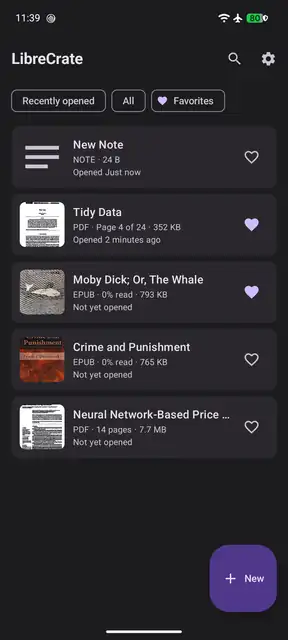 11:39
80
LibreCrate
Recently opened
All
Favorites
New Note
NOTE · 24 B
Opened Just now
Tidy Data
PDF · Page 4 of 24 · 352 KB
Opened 2 minutes ago
Moby Dick; Or, The Whale
EPUB · 0% read · 793 KB
Not yet opened
Punishment
Crime and Punishment
EPUB · 0% read · 765 KB
Not yet opened
Neural Network-Based Price …
PDF · 14 pages · 7.7 MB
Not yet opened
+ New